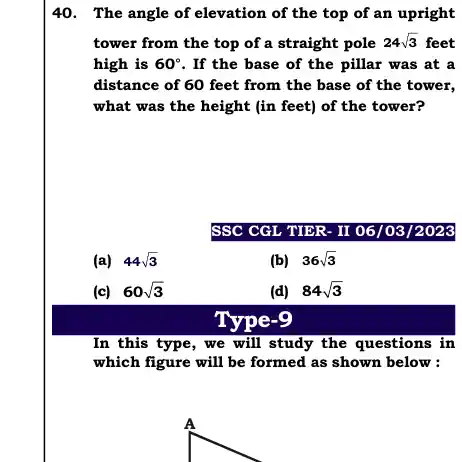 40. The angle of elevation of the top of an upright
tower from the top of a straight pole 24√3 feet
high is 60°. If the base of the pillar was at a
distance of 60 feet from the base of the tower,
what was the height (in feet) of the tower?
SSC CGL TIER- II 06/03/2023
(a) 44√3 (b) 36√3
(c) 60√3 (d) 84√3
Type-9
In this type, we will study the questions in
which figure will be formed as shown below :
A